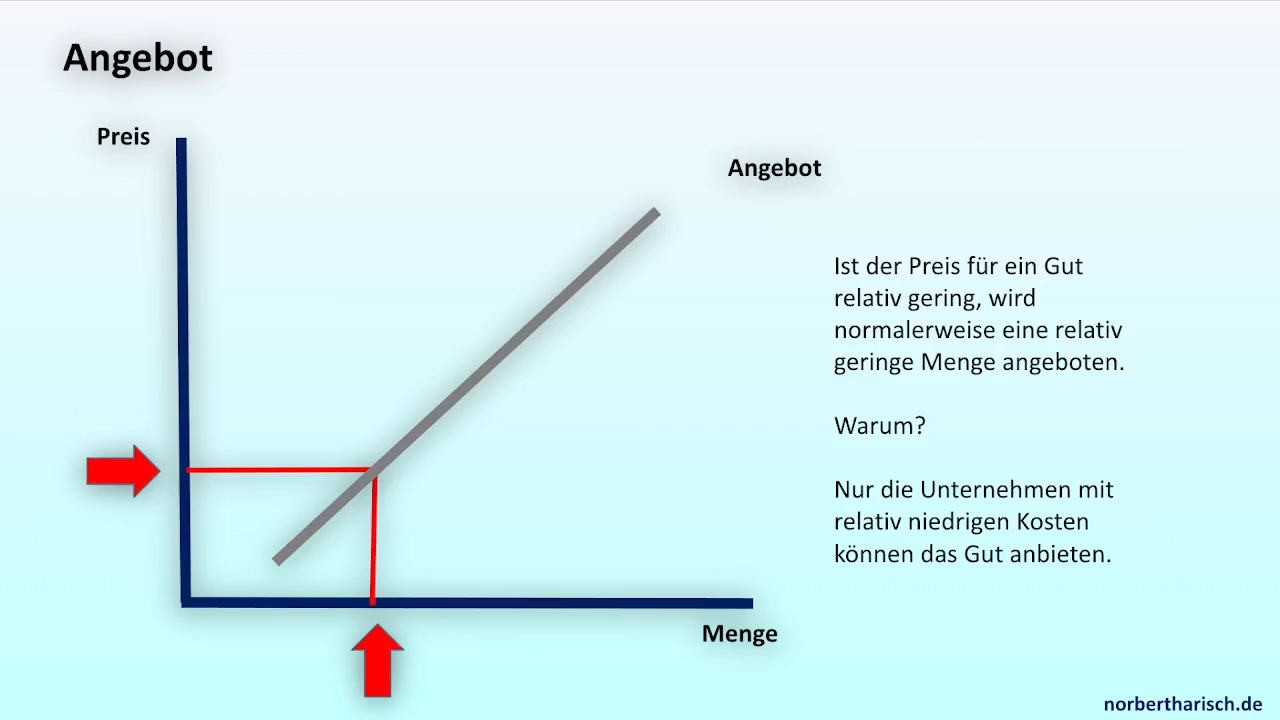 Angebot
Preis
Angebot
Ist der Preis für ein Gut
relativ gering, wird
normalerweise eine relativ
geringe Menge angeboten.
Warum?
Nur die Unternehmen mit
relativ niedrigen Kosten
können das Gut anbieten.
Menge
norbertharisch.de